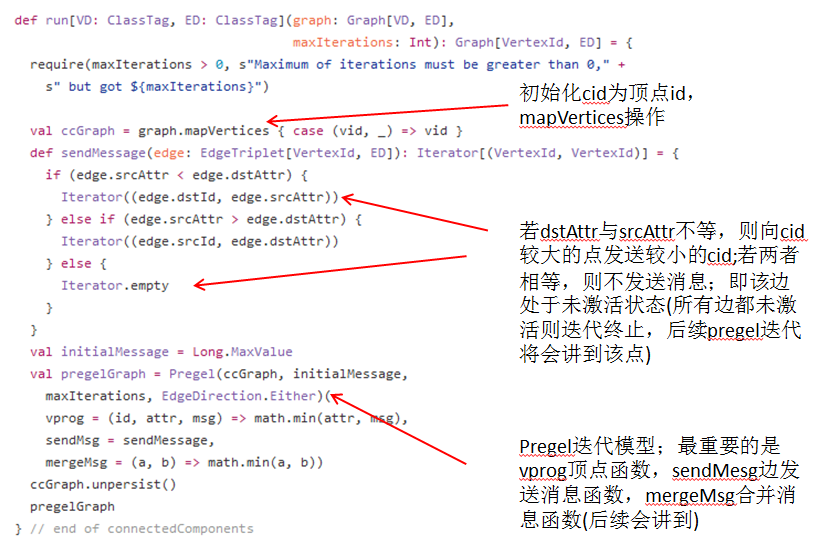 def run[VD: ClassTag, ED: ClassTag](graph: Graph[VD, ED],
maxIterations: Int): Graph[VertexId, ED] = {
require(maxIterations > 0, s"Maximum of iterations must be greater than 0," +
s" but got ${maxIterations}")
val ccGraph = graph.mapVertices { case (vid, _) => vid }
def sendMessage(edge: EdgeTriplet[VertexId, ED]): Iterator[(VertexId, VertexId)] = {
if (edge.srcAttr < edge.dstAttr) {
Iterator((edge.dstId, edge.srcAttr))
} else if (edge.srcAttr > edge.dstAttr) {
Iterator((edge.srcId, edge.dstAttr))
} else {
Iterator.empty
}
}
val initialMessage = Long.MaxValue
val pregelGraph = Pregel(ccGraph, initialMessage,
maxIterations, EdgeDirection.Either)(
vprog = (id, attr, msg) => math.min(attr, msg),
sendMsg = sendMessage,
mergeMsg = (a, b) => math.min(a, b))
ccGraph.unpersist()
pregelGraph
} // end of connectedComponents
初始化cid为顶点id，
mapVertices操作
若dstAttr与srcAttr不等，则向cid
较大的点发送较小的cid;若两者
相等，则不发送消息；即该边
处于未激活状态(所有边都未激
活则迭代终止，后续pregel迭代
将会讲到该点)
Pregel迭代模型；最重要的是
vprog顶点函数，sendMesg边发
送消息函数，mergeMsg合并消
息函数(后续会讲到)